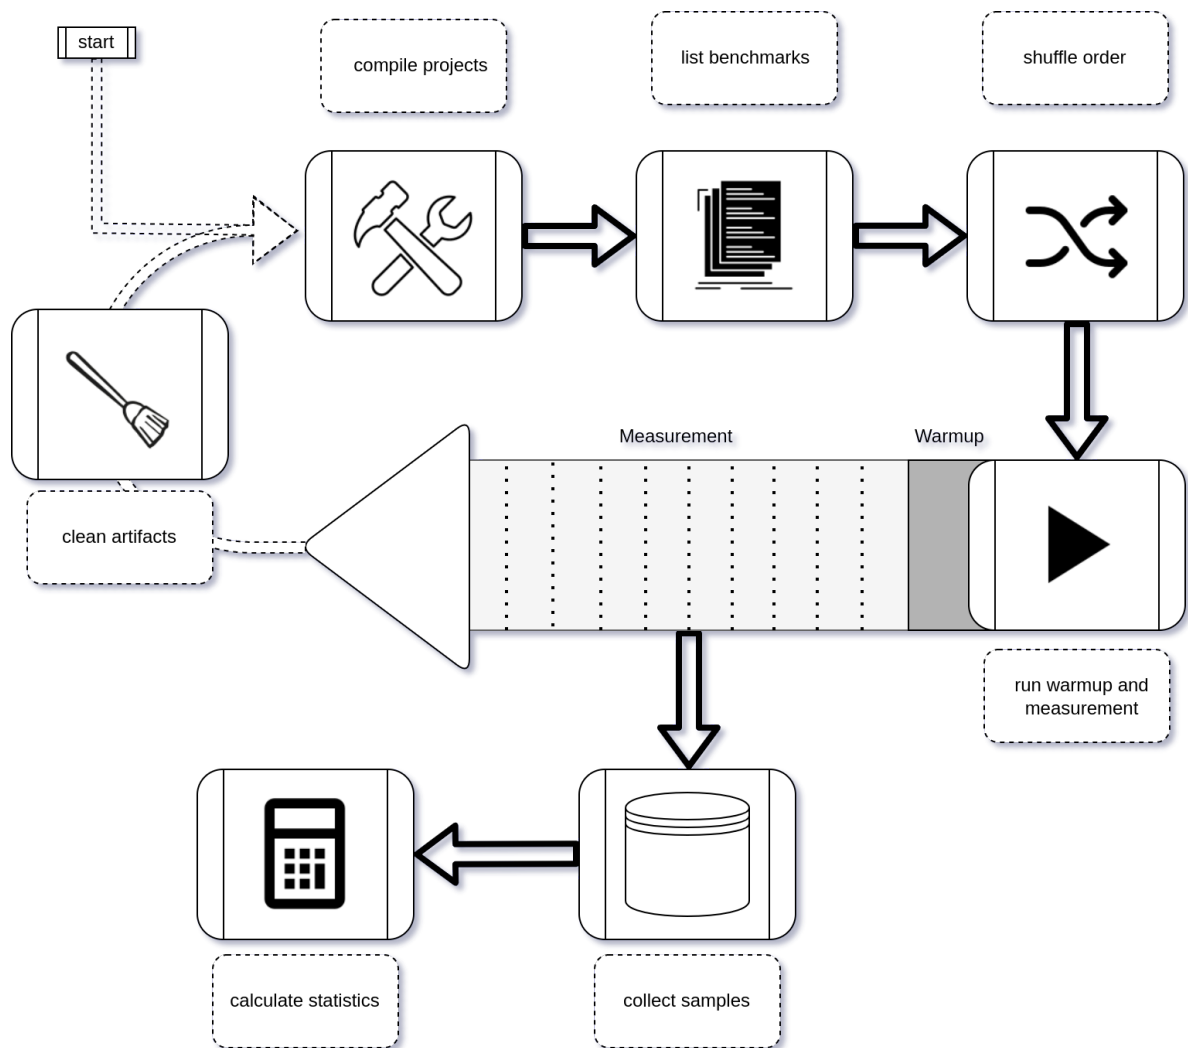 start
compile projects
list benchmarks
shuffle order
Measurement
Warmup
clean artifacts
run warmup and
measurement
calculate statistics
collect samples